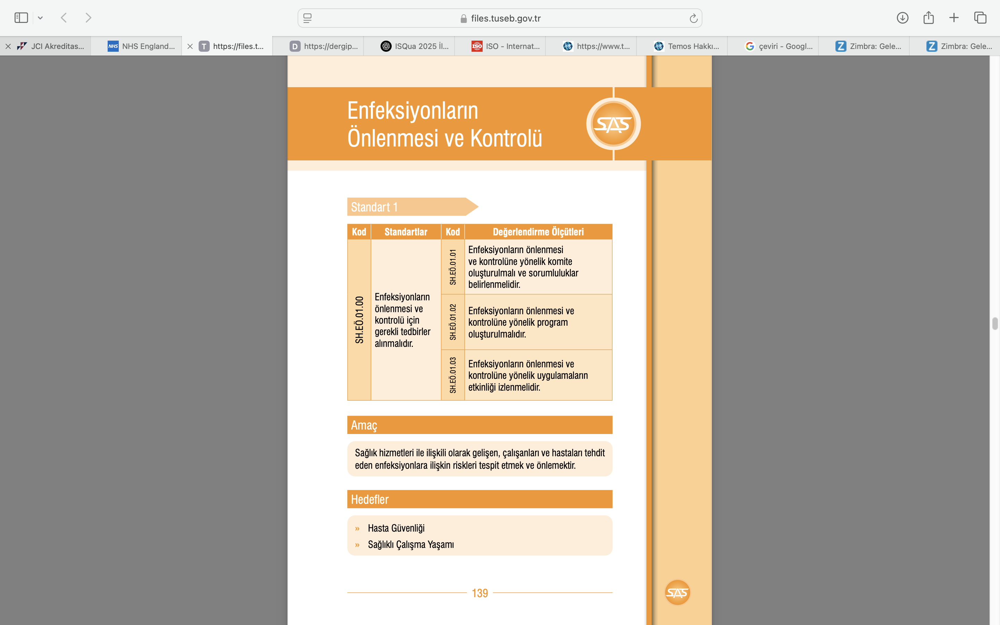 files.tuseb.gov.tr
JCI Akreditas...
NHS England...
https://files.t...
https://dergip...
ISQua 2025 İl...
ISO - Internat...
https://www.t...
Temos Hakkı...
çeviri - Googl...
Zimbra: Gele...
Zimbra: Gele...
Enfeksiyonların
Önlenmesi ve Kontrolü
SAS
Standart 1
Kod Standartlar Kod Değerlendirme Ölçütleri
SH.EÖ.01.00
Enfeksiyonların
önlenmesi ve
kontrolü için
gerekli tedbirler
alınmalıdır.
SH.EÖ.01.01
Enfeksiyonların önlenmesi
ve kontrolüne yönelik komite
oluşturulmalı ve sorumluluklar
belirlenmelidir.
SH.EÖ.01.02
Enfeksiyonların önlenmesi ve
kontrolüne yönelik program
oluşturulmalıdır.
SH.EÖ.01.03
Enfeksiyonların önlenmesi ve
kontrolüne yönelik uygulamaların
etkinliği izlenmelidir.
Amaç
Sağlık hizmetleri ile ilişkili olarak gelişen, çalışanları ve hastaları tehdit
eden enfeksiyonlara ilişkin riskleri tespit etmek ve önlemektir.
Hedefler
» Hasta Güvenliği
» Sağlıklı Çalışma Yaşamı
139
SAS